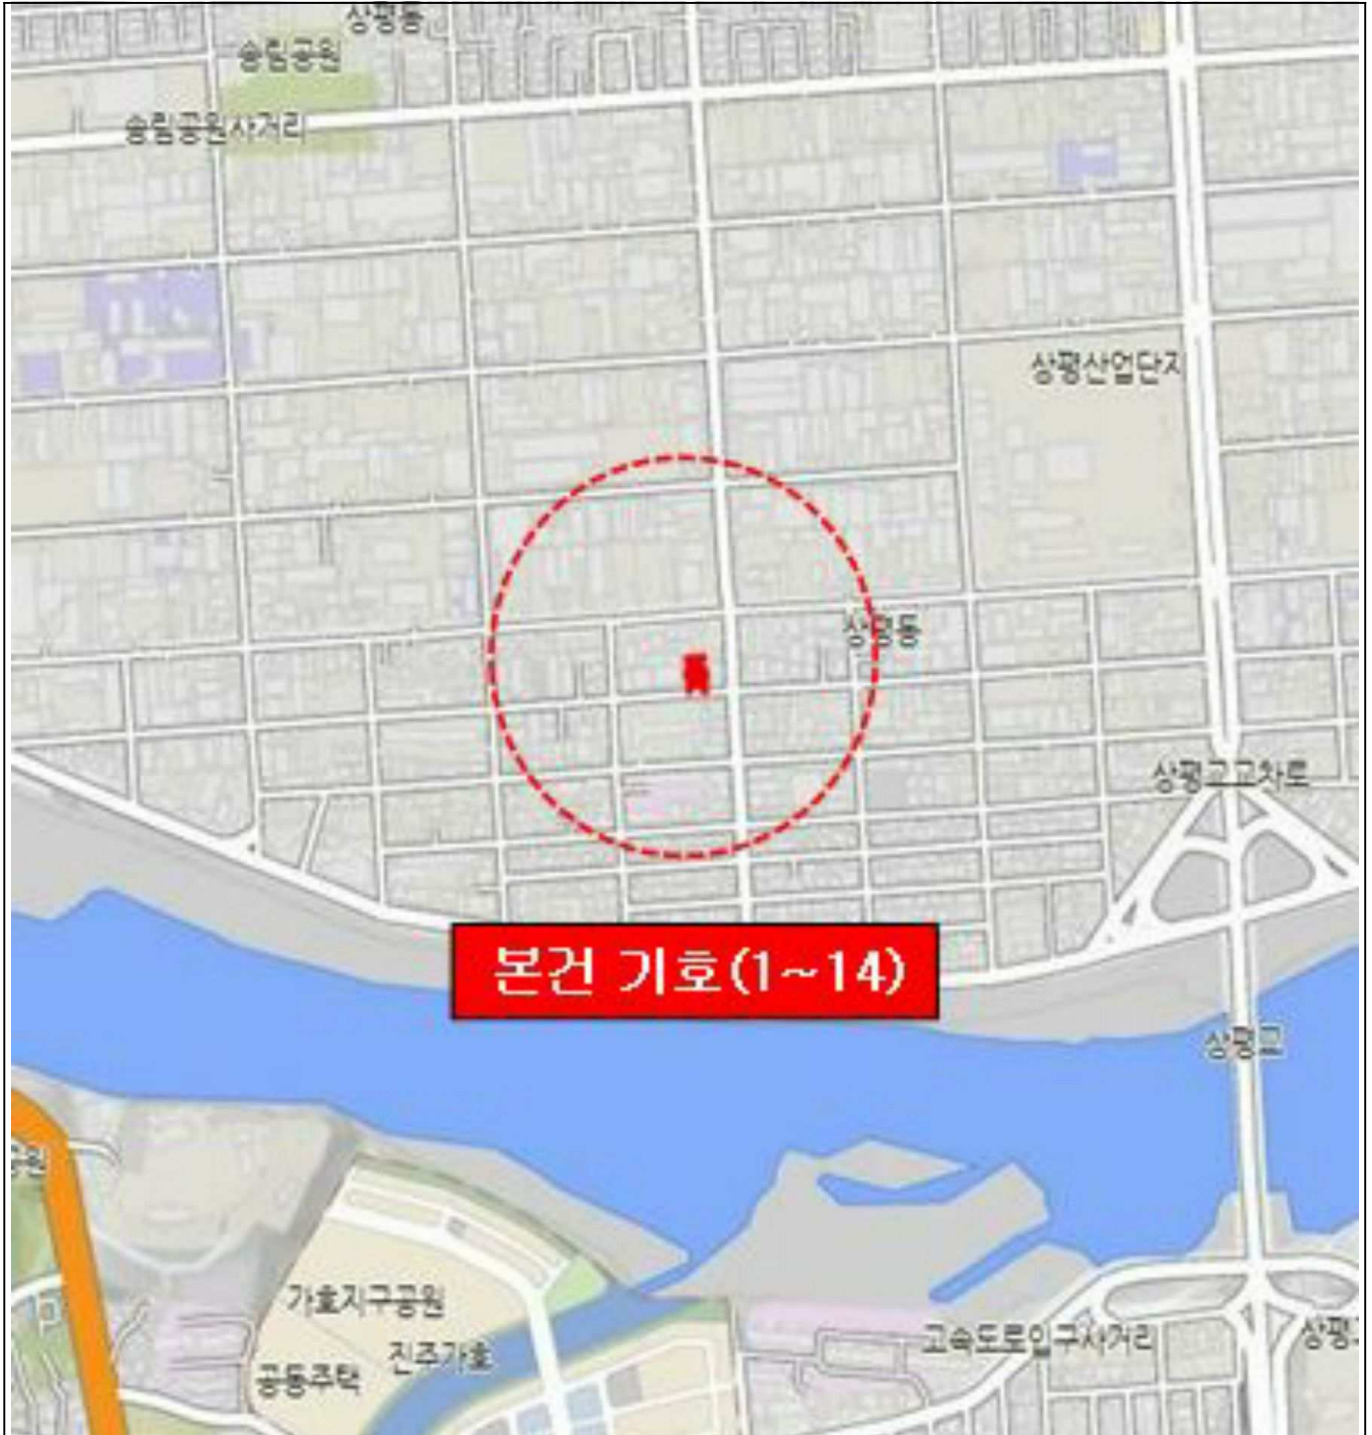 상평동
송림공원
송림공원사거리
상평산업단지
상평동
상평교교차로
본건 기호(1~14)
상평교
공원
가호지구공원
고속도로입구사거리
진주가호
공동주택